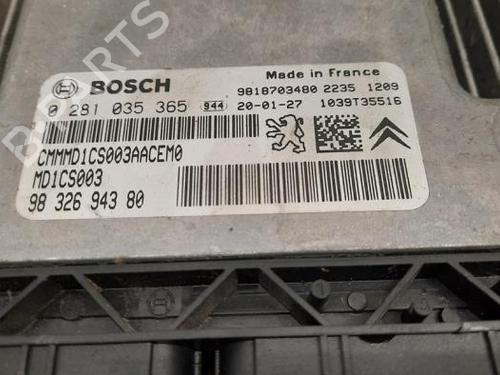 BOSCH
Made in France
0 281 035 365 944 20-01-27
9818703480 2235 1209
1039T35516
CMMMD1CS003AACEM0
MD1CS003
98 326 943 80